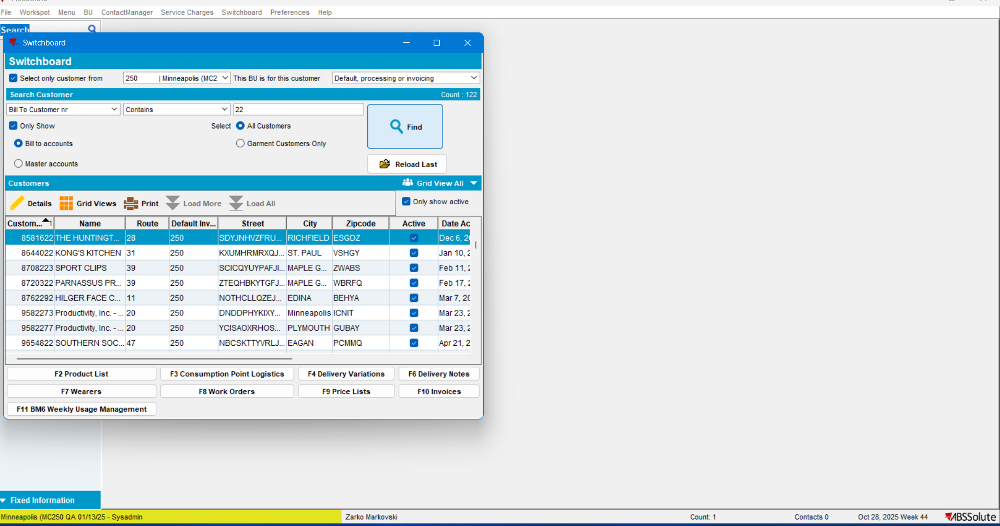 File Workspot Menu BU ContactManager Service Charges Switchboard Preferences Help
Search
Switchboard
Switchboard
Select only customer from 250 | Minneapolis (MC2 This BU is for this customer Default, processing or invoicing
Search Customer Count : 122
Bill To Customer nr Contains 22
Find
Only Show Select All Customers
Bill to accounts Garment Customers Only
Master accounts Reload Last
Customers Grid View All
Details Grid Views Print Load More Load All Only show active
Custom... 1 Name Route Default Inv... Street City Zipcode Active Date Ac
8581622 THE HUNTINGT... 28 250 SDYJNHVZFRU... RICHFIELD ESGDZ Dec 6, 20
8644022 KONG'S KITCHEN 31 250 KXUMHRMRXQJ... ST. PAUL VSHGY Jan 10, 2
8708223 SPORT CLIPS 39 250 SCICQYUYPAFJI... MAPLE G... ZWABS Feb 11, 2
8720322 PARNASSUS PR... 39 250 ZTEQHBKYTGFJ... MAPLE G... WBRFQ Feb 17, 2
8762292 HILGER FACE C... 11 250 NOTHCLLQZEJ... EDINA BEHYA Mar 7, 20
9582273 Productivity, Inc. - ... 20 250 DNDDPHYKIXY... Minneapolis ICNIT Mar 23, 2
9582277 Productivity, Inc. - ... 20 250 YCISAOXRHOS... PLYMOUTH GUBAY Mar 23, 2
9654822 SOUTHERN SOC... 47 250 NBCSKTTYVRLJ... EAGAN PCMMQ Apr 21, 2
F2 Product List F3 Consumption Point Logistics F4 Delivery Variations F6 Delivery Notes
F7 Wearers F8 Work Orders F9 Price Lists F10 Invoices
F11 BM6 Weekly Usage Management
Fixed Information
Minneapolis (MC250 QA 01/13/25 - Sysadmin Zarko Markovski Count: 1 Contacts 0 Oct 28, 2025 Week 44 ABSSolute